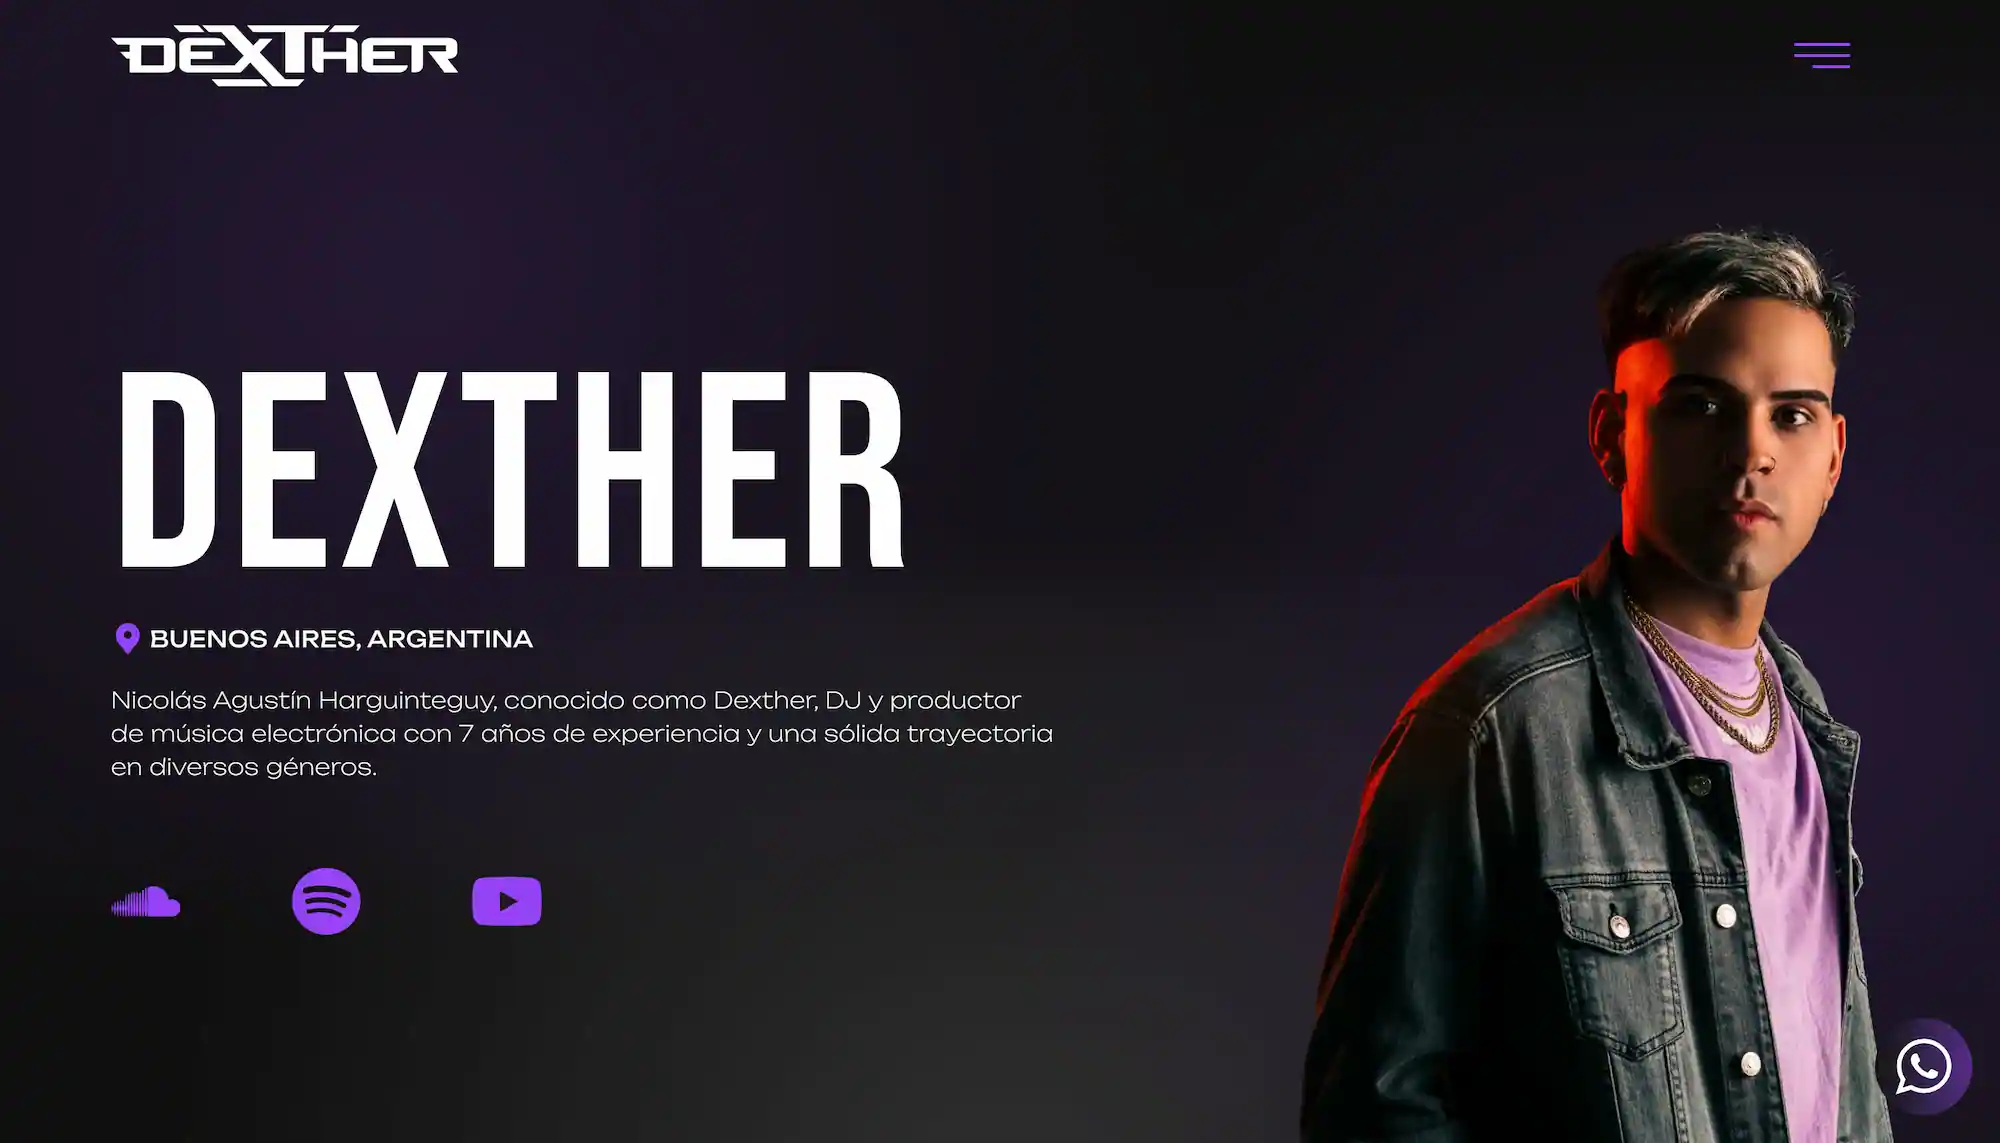 DEXTHER
DEXTHER
BUENOS AIRES, ARGENTINA
Nicolás Agustín Harguinteguy, conocido como Dexther, DJ y productor
de música electrónica con 7 años de experiencia y una sólida trayectoria
en diversos géneros.